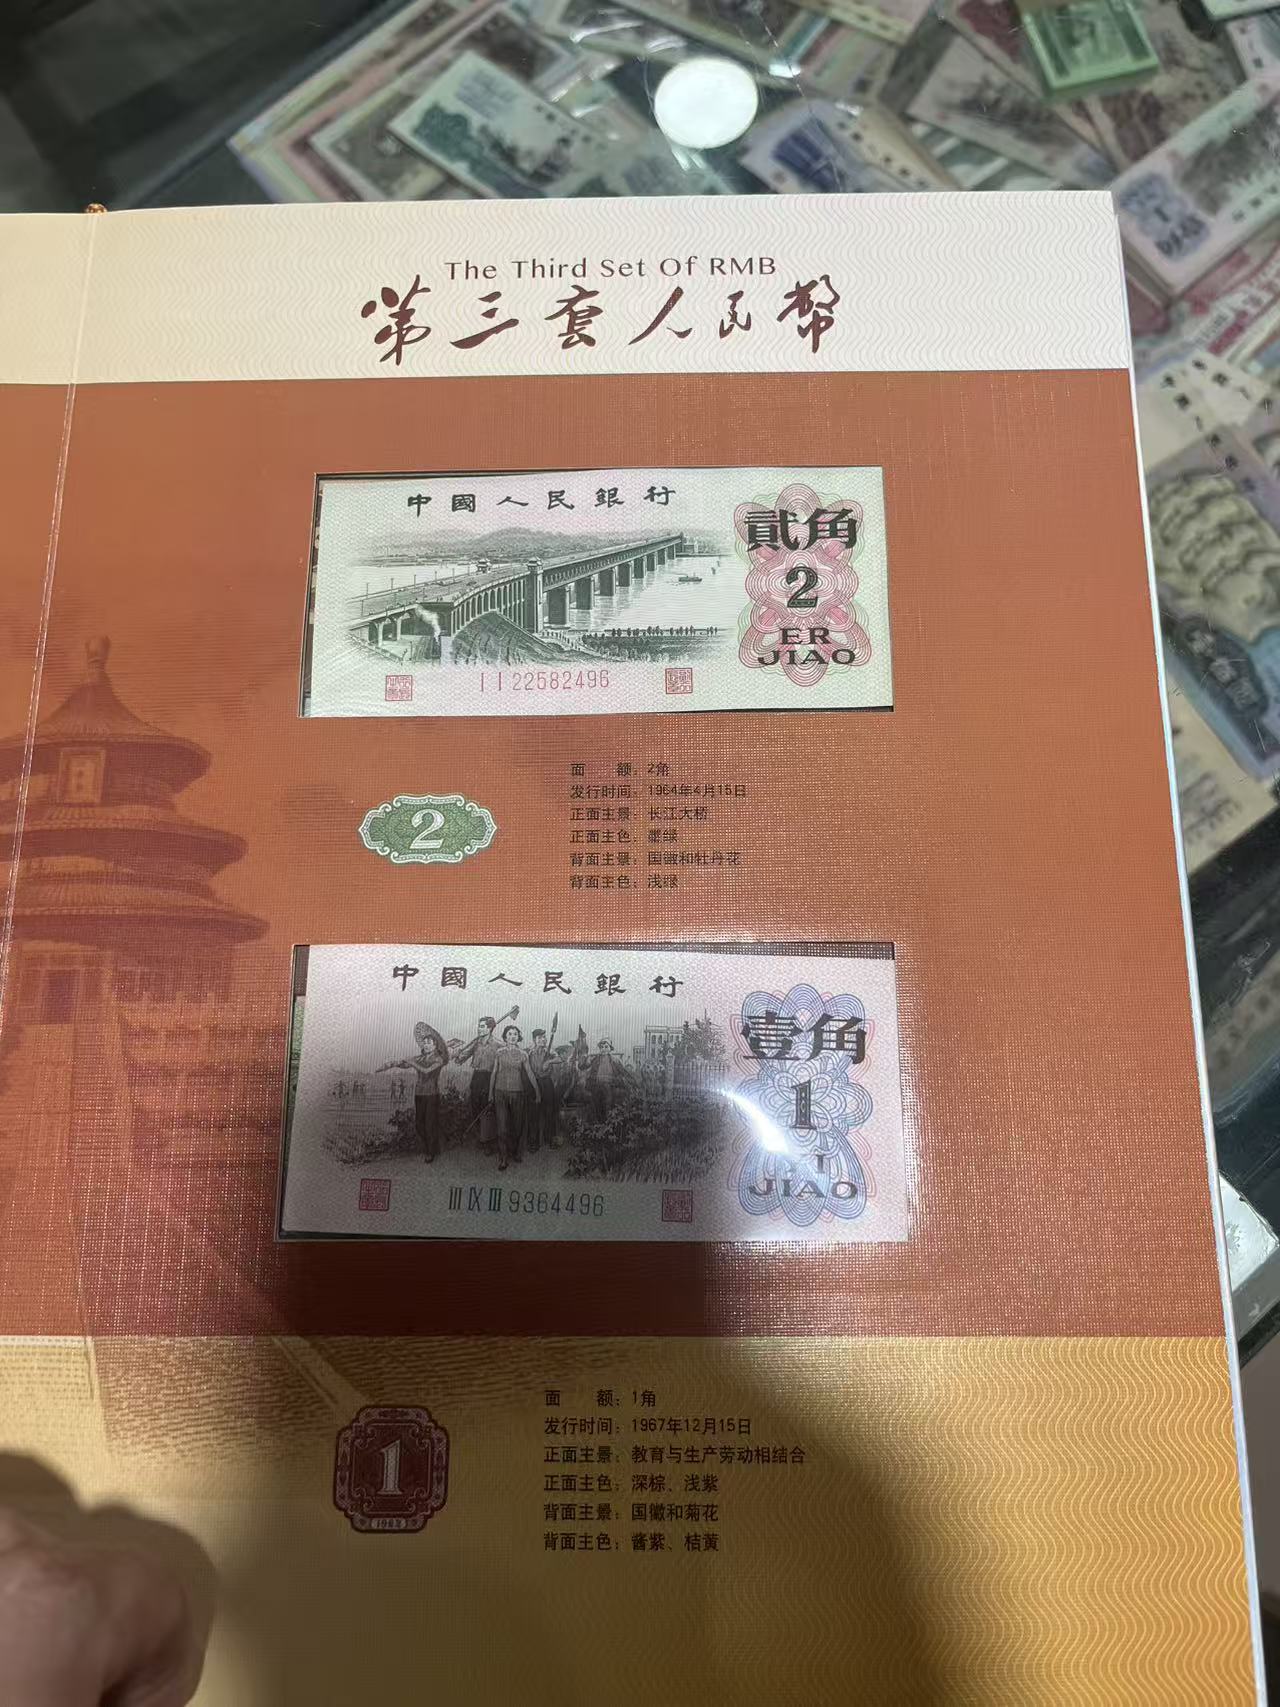 The Third Set Of RMB
第三套人民幣
中國人民銀行
貳角
2
ER
JIAO
I I 22582496
面 额：2角
发行时间：1964年4月15日
正面主景：长江大桥
正面主色：墨绿
背面主景：国徽和牡丹花
背面主色：浅绿
2
中國人民銀行
壹角
1
JIAO
III IX III 9364496
面 额：1角
发行时间：1967年12月15日
正面主景：教育与生产劳动相结合
正面主色：深棕、浅紫
背面主景：国徽和菊花
背面主色：酱紫、桔黄
1
1962